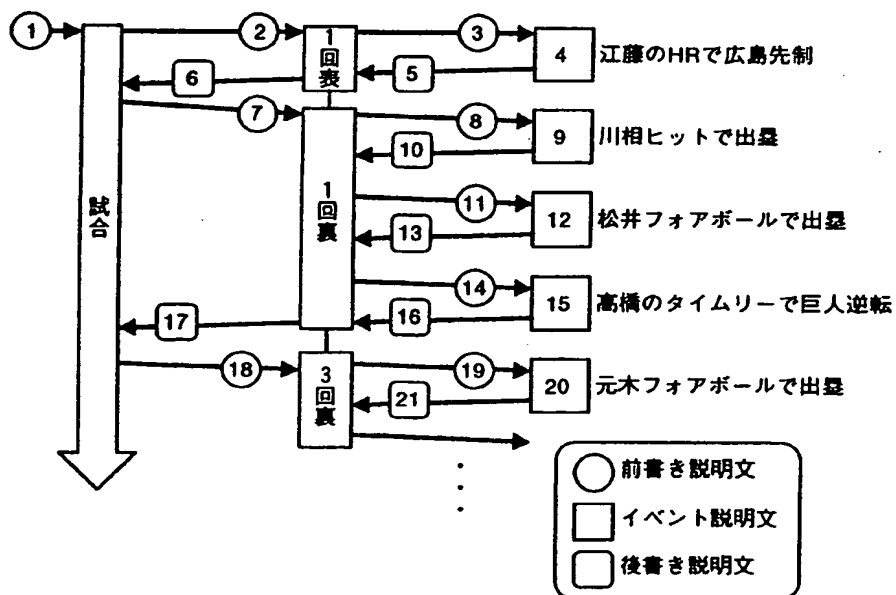 1
2
3
4
江藤のHRで広島先制
1回表
5
6
7
8
9
川相ヒットで出塁
10
試合
1回裏
11
12
松井フォアボールで出塁
13
14
15
高橋のタイムリーで巨人逆転
16
17
18
3回裏
19
20
元木フォアボールで出塁
21
前書き説明文
イベント説明文
後書き説明文